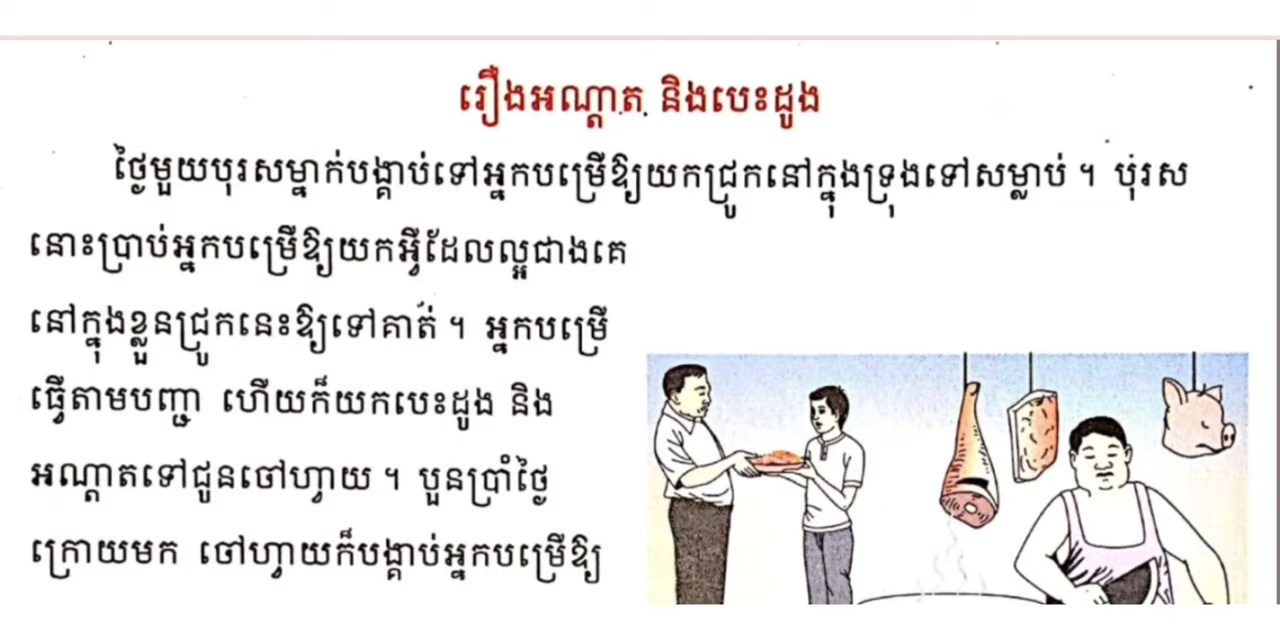 រឿងអណ្ដាត និងបេះដូង
ថ្ងៃមួយបុរសម្នាក់បង្គាប់ទៅអ្នកបម្រើឱ្យយកជ្រូកនៅក្នុងទ្រុងទៅសម្លាប់ ។ បុរស
នោះប្រាប់អ្នកបម្រើឱ្យយកអ្វីដែលល្អជាងគេ
នៅក្នុងខ្លួនជ្រូកនេះឱ្យទៅគាត់ ។ អ្នកបម្រើ
ធ្វើតាមបញ្ជា ហើយក៏យកបេះដូង និង
អណ្ដាតទៅជូនចៅហ្វាយ ។ បួនប្រាំថ្ងៃ
ក្រោយមក ចៅហ្វាយក៏បង្គាប់អ្នកបម្រើឱ្យ